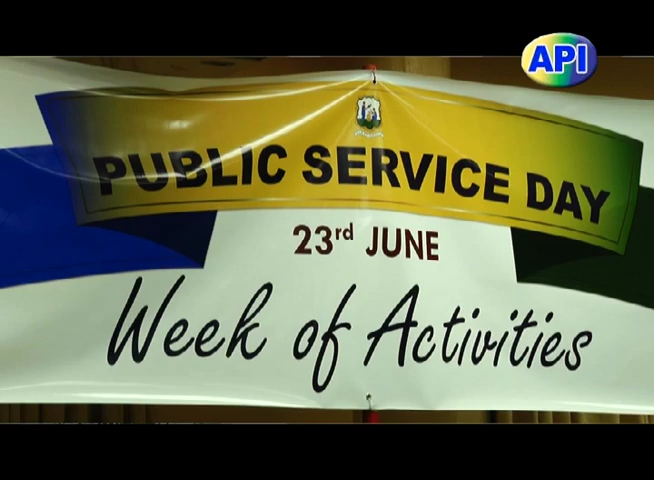 API
PUBLIC SERVICE DAY
23rd JUNE
Week of Activities